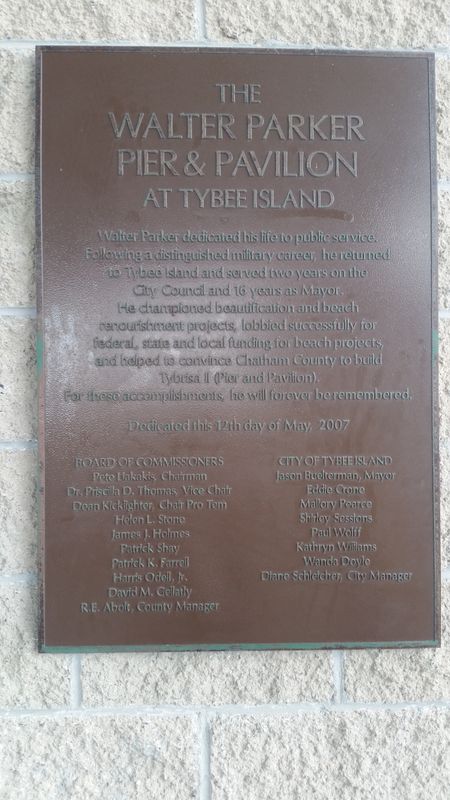 THE
WALTER PARKER
PIER & PAVILION
AT TYBEE ISLAND
Walter Parker dedicated his life to public service.
Following a distinguished military career, he returned
to Tybee Island and served two years on the
City Council and 16 years as Mayor.
He championed beautification and beach
renourishment projects, lobbied successfully for
federal, state and local funding for beach projects,
and helped to convince Chatham County to build
Tybrisa II (Pier and Pavilion).
For these accomplishments, he will forever be remembered.
Dedicated this 12th day of May, 2007
BOARD OF COMMISSIONERS
Pete Liakakis, Chairman
Dr. Priscilla D. Thomas, Vice Chair
Dean Kicklighter, Chair Pro Tem
Helen L. Stone
James J. Holmes
Patrick Shay
Patrick K. Farrell
Harris Odell, Jr.
David M. Gellatly
R.E. Abolt, County Manager
CITY OF TYBEE ISLAND
Jason Buelterman, Mayor
Eddie Crone
Mallory Pearce
Shirley Sessions
Paul Wolff
Kathryn Williams
Wanda Doyle
Diane Schleicher, City Manager